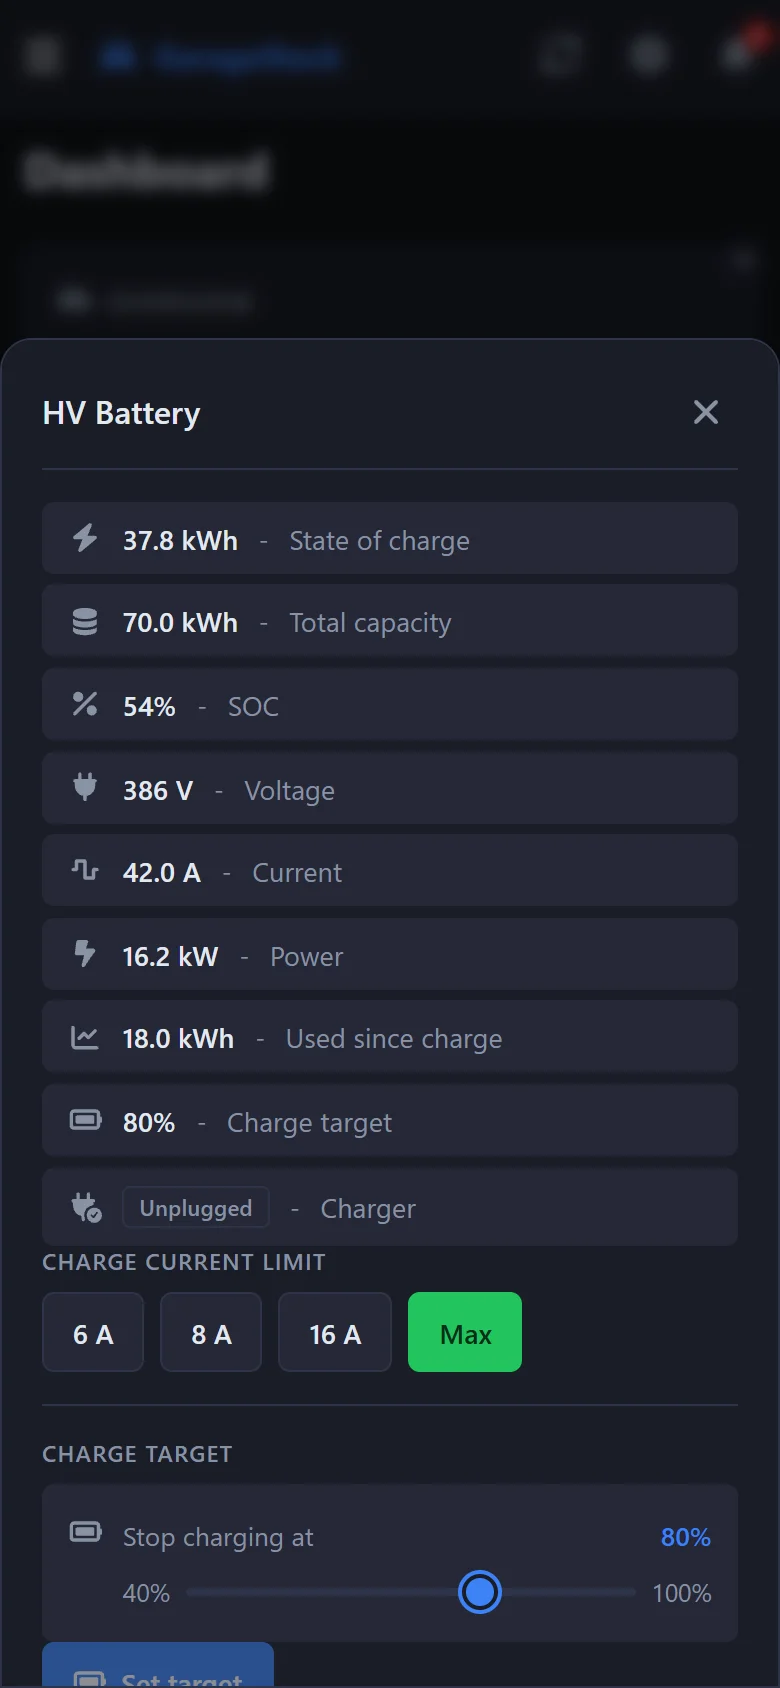 Dashboard
HV Battery
37.8 kWh - State of charge
70.0 kWh - Total capacity
54% - SOC
386 V - Voltage
42.0 A - Current
16.2 kW - Power
18.0 kWh - Used since charge
80% - Charge target
Unplugged - Charger
CHARGE CURRENT LIMIT
6 A 8 A 16 A Max
CHARGE TARGET
Stop charging at 80%
40% 100%
Set target